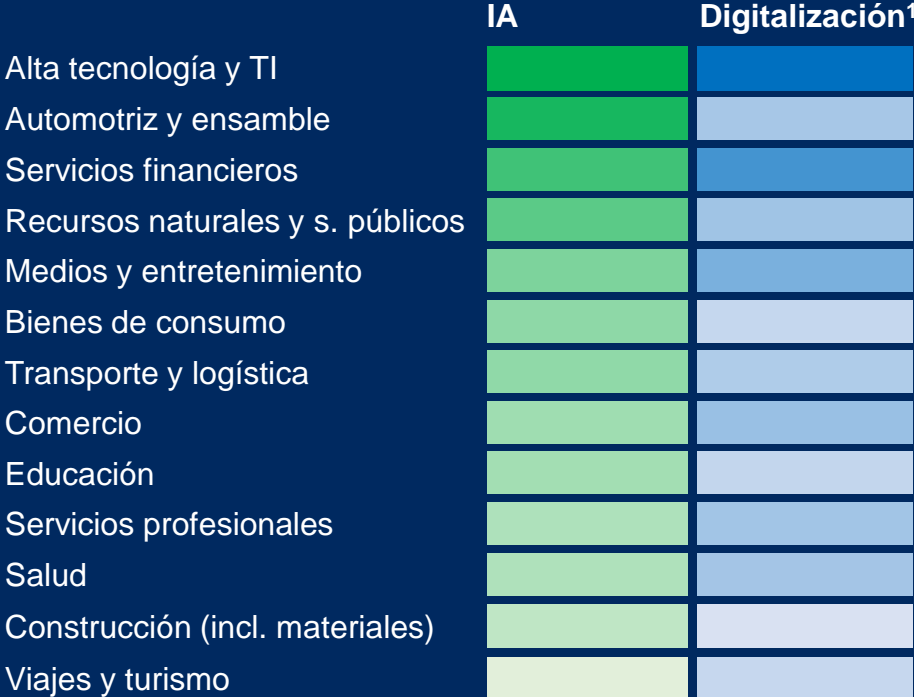 IA Digitalización¹
Alta tecnología y TI
Automotriz y ensamble
Servicios financieros
Recursos naturales y s. públicos
Medios y entretenimiento
Bienes de consumo
Transporte y logística
Comercio
Educación
Servicios profesionales
Salud
Construcción (incl. materiales)
Viajes y turismo